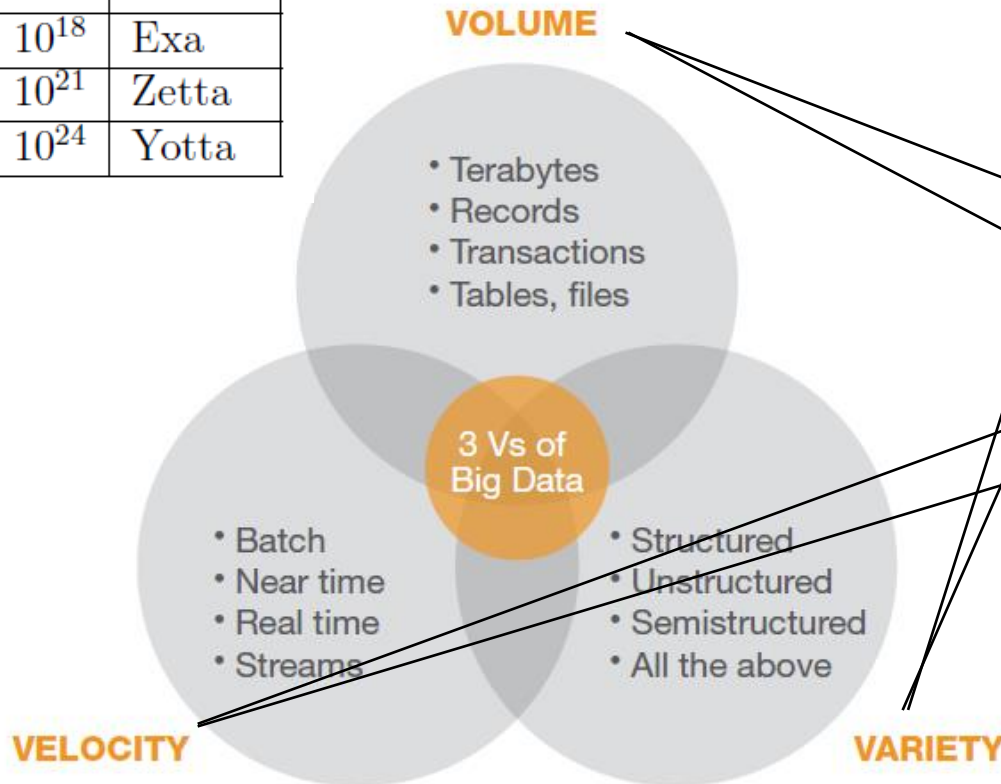 10^18 Exa
10^21 Zetta
10^24 Yotta
VOLUME
• Terabytes
• Records
• Transactions
• Tables, files
3 Vs of
Big Data
• Batch
• Near time
• Real time
• Streams
• Structured
• Unstructured
• Semistructured
• All the above
VELOCITY
VARIETY